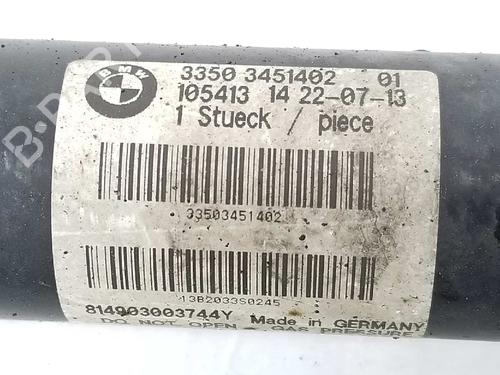 BMW
3350 3451402 01
105413 14 22-07-13
1 Stueck / piece
33503451402
13B2033S0245
814903003744Y Made in GERMANY
DO NOT OPEN - GAS PRESSURE
B-PART